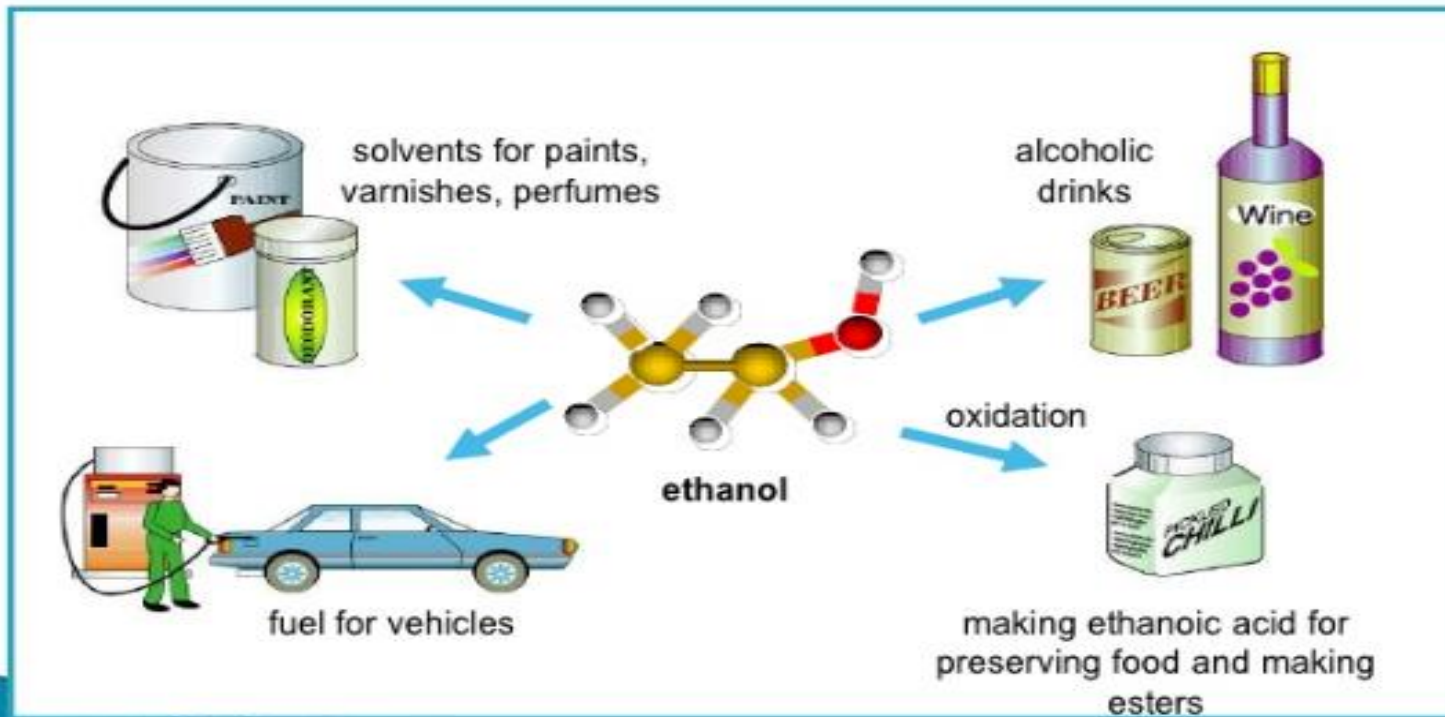 solvents for paints,
varnishes, perfumes
PAINT
DEODORANT
alcoholic
drinks
Wine
BEER
oxidation
ethanol
PICKLED
CHILLI
fuel for vehicles
making ethanoic acid for
preserving food and making
esters